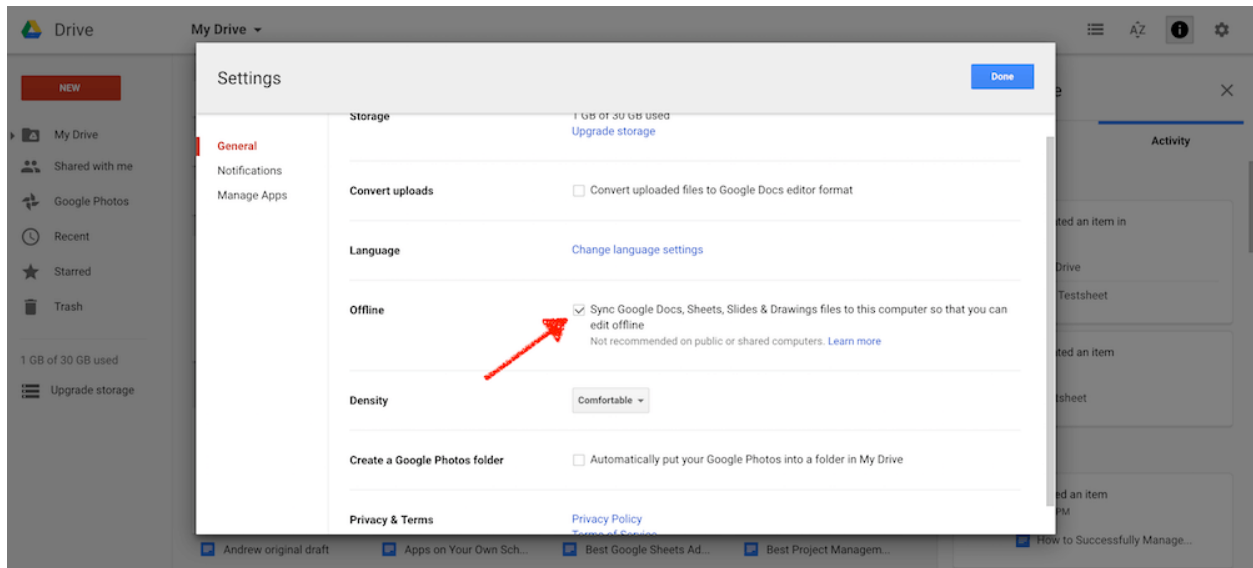 Drive
My Drive
NEW
My Drive
Shared with me
Google Photos
Recent
Starred
Trash
1 GB of 30 GB used
Upgrade storage
Settings
Done
General
Notifications
Manage Apps
Storage
1 GB of 30 GB used
Upgrade storage
Convert uploads
Convert uploaded files to Google Docs editor format
Language
Change language settings
Offline
Sync Google Docs, Sheets, Slides & Drawings files to this computer so that you can
edit offline
Not recommended on public or shared computers. Learn more
Density
Comfortable
Create a Google Photos folder
Automatically put your Google Photos into a folder in My Drive
Privacy & Terms
Privacy Policy
Terms of Service
AZ
Activity
an item in
Drive
Testsheet
an item
an item
PM
How to Successfully Manage...
Andrew original draft
Apps on Your Own Sch...
Best Google Sheets Ad...
Best Project Managem...